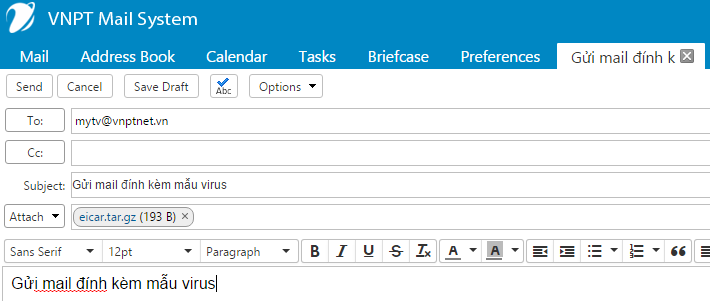 VNPT Mail System
Mail Address Book Calendar Tasks Briefcase Preferences Gửi mail đính k
Send Cancel Save Draft Abc Options
To: mytv@vnptnet.vn
Cc:
Subject: Gửi mail đính kèm mẫu virus
Attach eicar.tar.gz (193 B)
Sans Serif 12pt Paragraph B I U S Tx A A
Gửi mail đính kèm mẫu virus